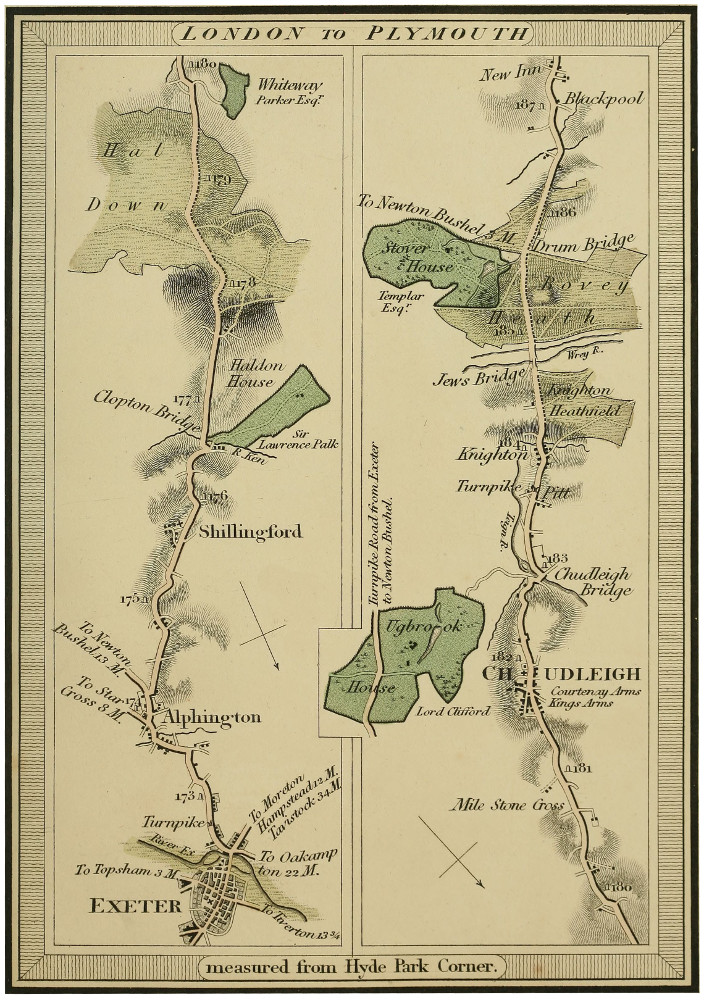 LONDON TO PLYMOUTH
180
Whiteway
Parker Esqr.
Hal
Down
179
178
Haldon
House
177
Clopton Bridge
Sir
Lawrence Palk
R. Ken
176
Shillingford
175
To Newton
Bushel 13 M.
To Star
Cross 8 M.
Alphington
173
To Moreton
Hampstead 12 M.
Tavistock 34 M.
Turnpike
River Ex
To Oakamp
ton 22 M.
To Topsham 3 M.
EXETER
To Tiverton 13 3/4
New Inn
187
Blackpool
186
To Newton Bushel 3 M.
Drum Bridge
Stover
House
Templar
Esqr.
Bovey
Heath
185
Wrey R.
Jews Bridge
Knighton
Heathfield
184
Knighton
Turnpike
Pitt
Teign R.
183
Chudleigh
Bridge
Turnpike Road from Exeter
to Newton Bushel.
Ugbrook
House
Lord Clifford
182
CHUDLEIGH
Courtenay Arms
Kings Arms
181
Mile Stone Cross
180
measured from Hyde Park Corner.